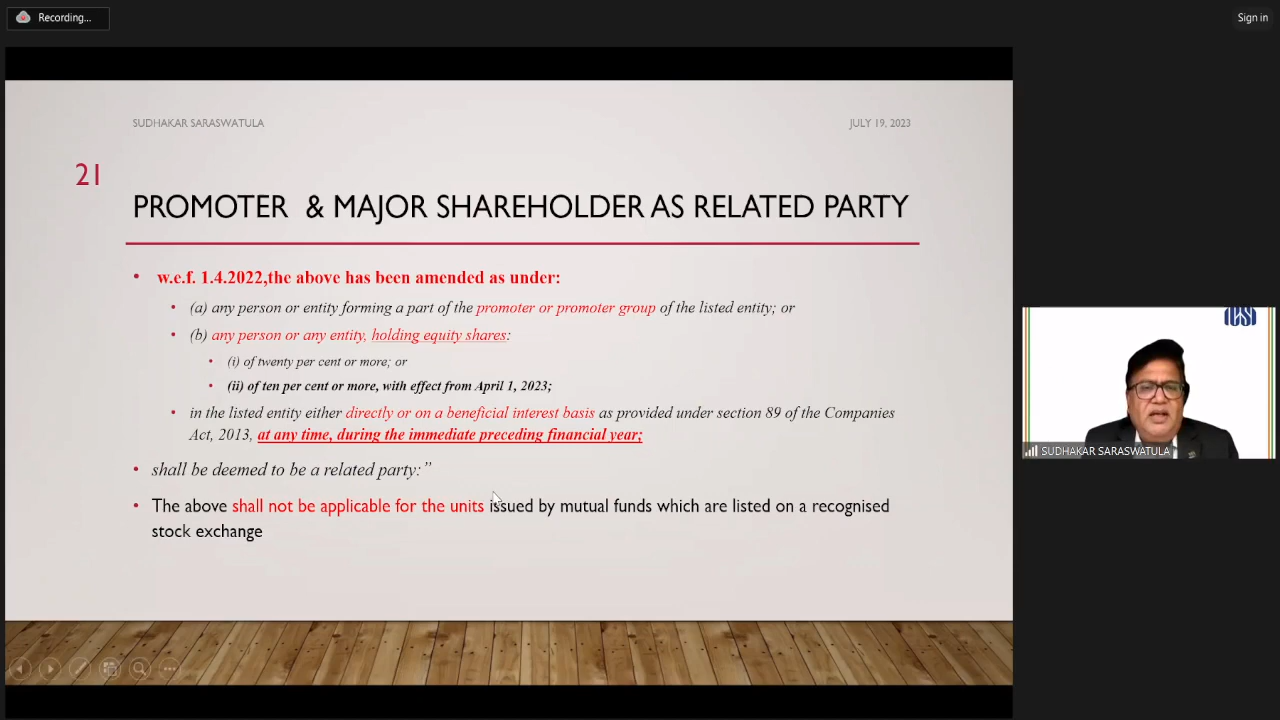 Recording...
Sign in
SUDHAKAR SARASWATULA
JULY 19, 2023
21
PROMOTER & MAJOR SHAREHOLDER AS RELATED PARTY
• w.e.f. 1.4.2022,the above has been amended as under:
• (a) any person or entity forming a part of the promoter or promoter group of the listed entity; or
• (b) any person or any entity, holding equity shares:
• (i) of twenty per cent or more; or
• (ii) of ten per cent or more, with effect from April 1, 2023;
• in the listed entity either directly or on a beneficial interest basis as provided under section 89 of the Companies
Act, 2013, at any time, during the immediate preceding financial year;
• shall be deemed to be a related party:”
• The above shall not be applicable for the units issued by mutual funds which are listed on a recognised
stock exchange
ICSI
SUDHAKAR SARASWATULA